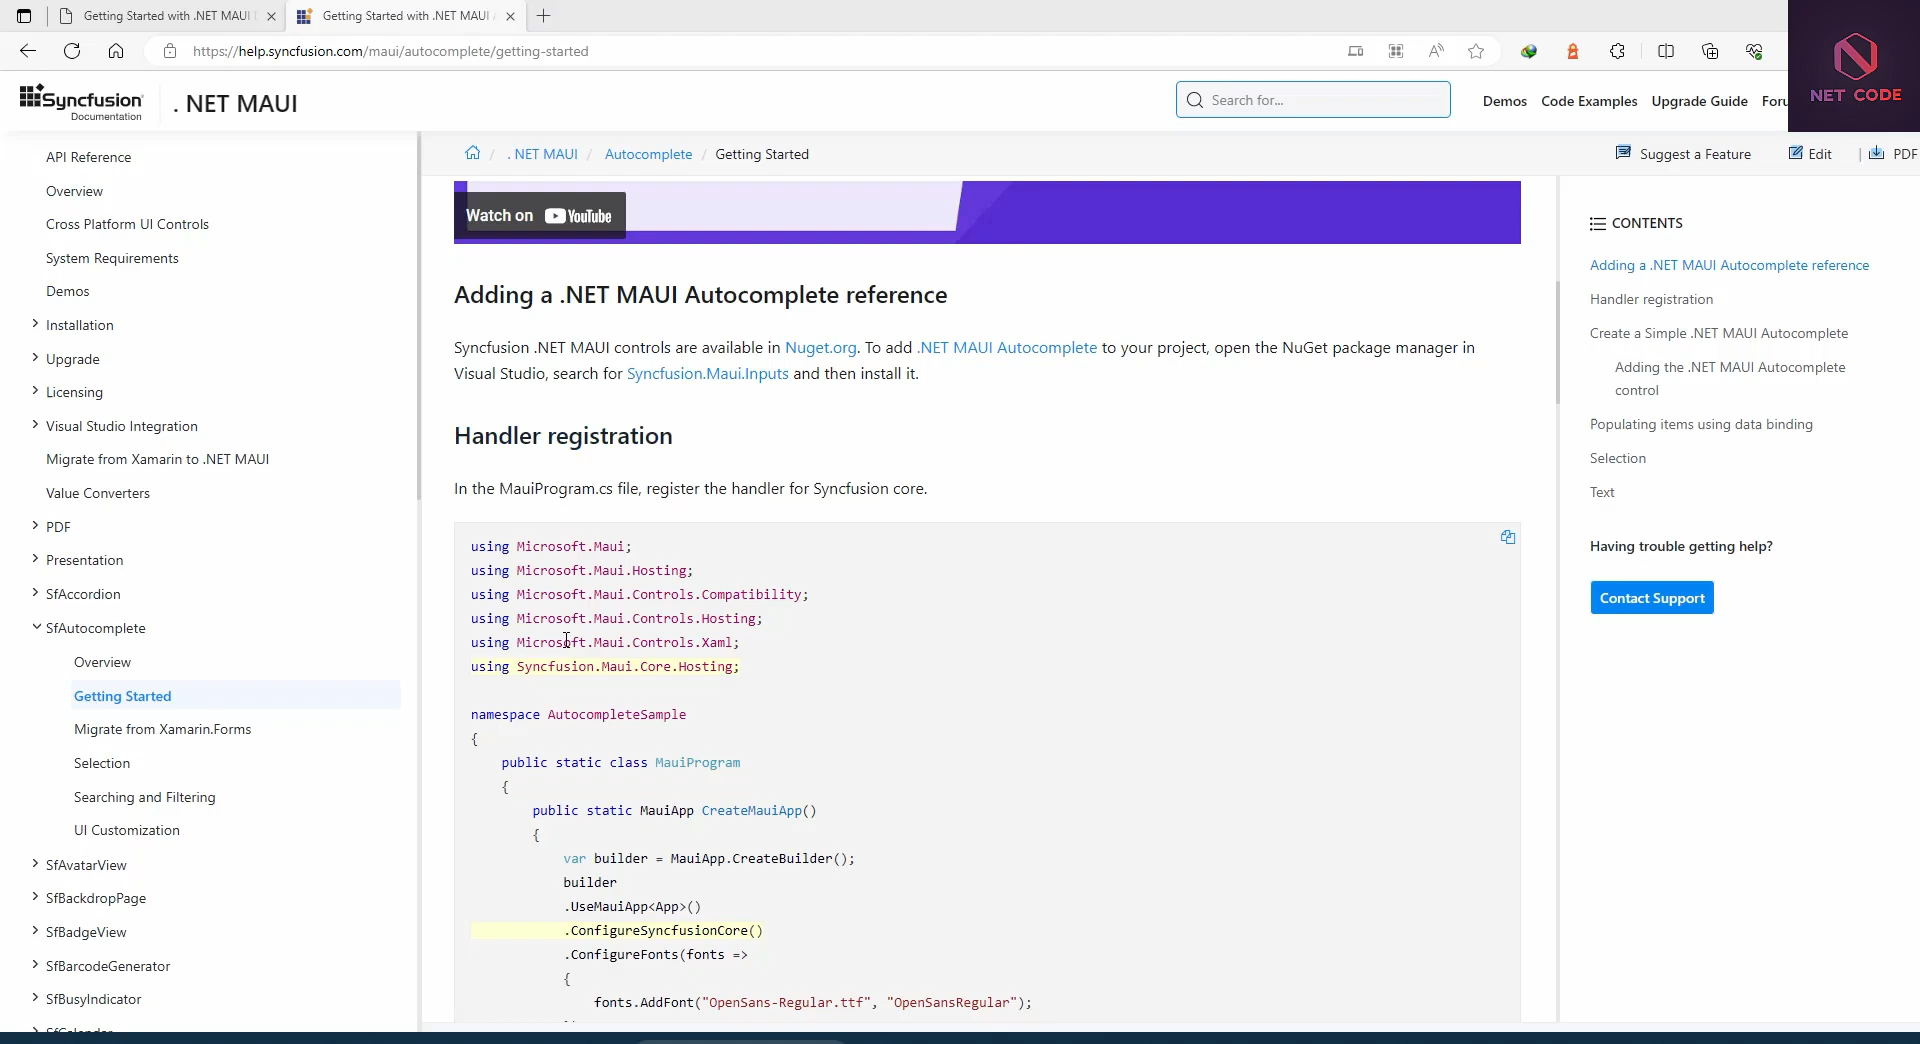 Getting Started with .NET MAUI
Getting Started with .NET MAUI
https://help.syncfusion.com/maui/autocomplete/getting-started
NET CODE
Syncfusion
Documentation
. NET MAUI
Search for...
Demos
Code Examples
Upgrade Guide
Foru
API Reference
Overview
Cross Platform UI Controls
System Requirements
Demos
Installation
Upgrade
Licensing
Visual Studio Integration
Migrate from Xamarin to .NET MAUI
Value Converters
PDF
Presentation
SfAccordion
SfAutocomplete
Overview
Getting Started
Migrate from Xamarin.Forms
Selection
Searching and Filtering
UI Customization
SfAvatarView
SfBackdropPage
SfBadgeView
SfBarcodeGenerator
SfBusyIndicator
/ . NET MAUI / Autocomplete / Getting Started
Suggest a Feature
Edit
| PDF
Watch on YouTube
Adding a .NET MAUI Autocomplete reference
Syncfusion .NET MAUI controls are available in Nuget.org. To add .NET MAUI Autocomplete to your project, open the NuGet package manager in
Visual Studio, search for Syncfusion.Maui.Inputs and then install it.
Handler registration
In the MauiProgram.cs file, register the handler for Syncfusion core.
using Microsoft.Maui;
using Microsoft.Maui.Hosting;
using Microsoft.Maui.Controls.Compatibility;
using Microsoft.Maui.Controls.Hosting;
using Microsoft.Maui.Controls.Xaml;
using Syncfusion.Maui.Core.Hosting;
namespace AutocompleteSample
{
public static class MauiProgram
{
public static MauiApp CreateMauiApp()
{
var builder = MauiApp.CreateBuilder();
builder
.UseMauiApp<App>()
.ConfigureSyncfusionCore()
.ConfigureFonts(fonts =>
{
fonts.AddFont("OpenSans-Regular.ttf", "OpenSansRegular");
CONTENTS
Adding a .NET MAUI Autocomplete reference
Handler registration
Create a Simple .NET MAUI Autocomplete
Adding the .NET MAUI Autocomplete
control
Populating items using data binding
Selection
Text
Having trouble getting help?
Contact Support